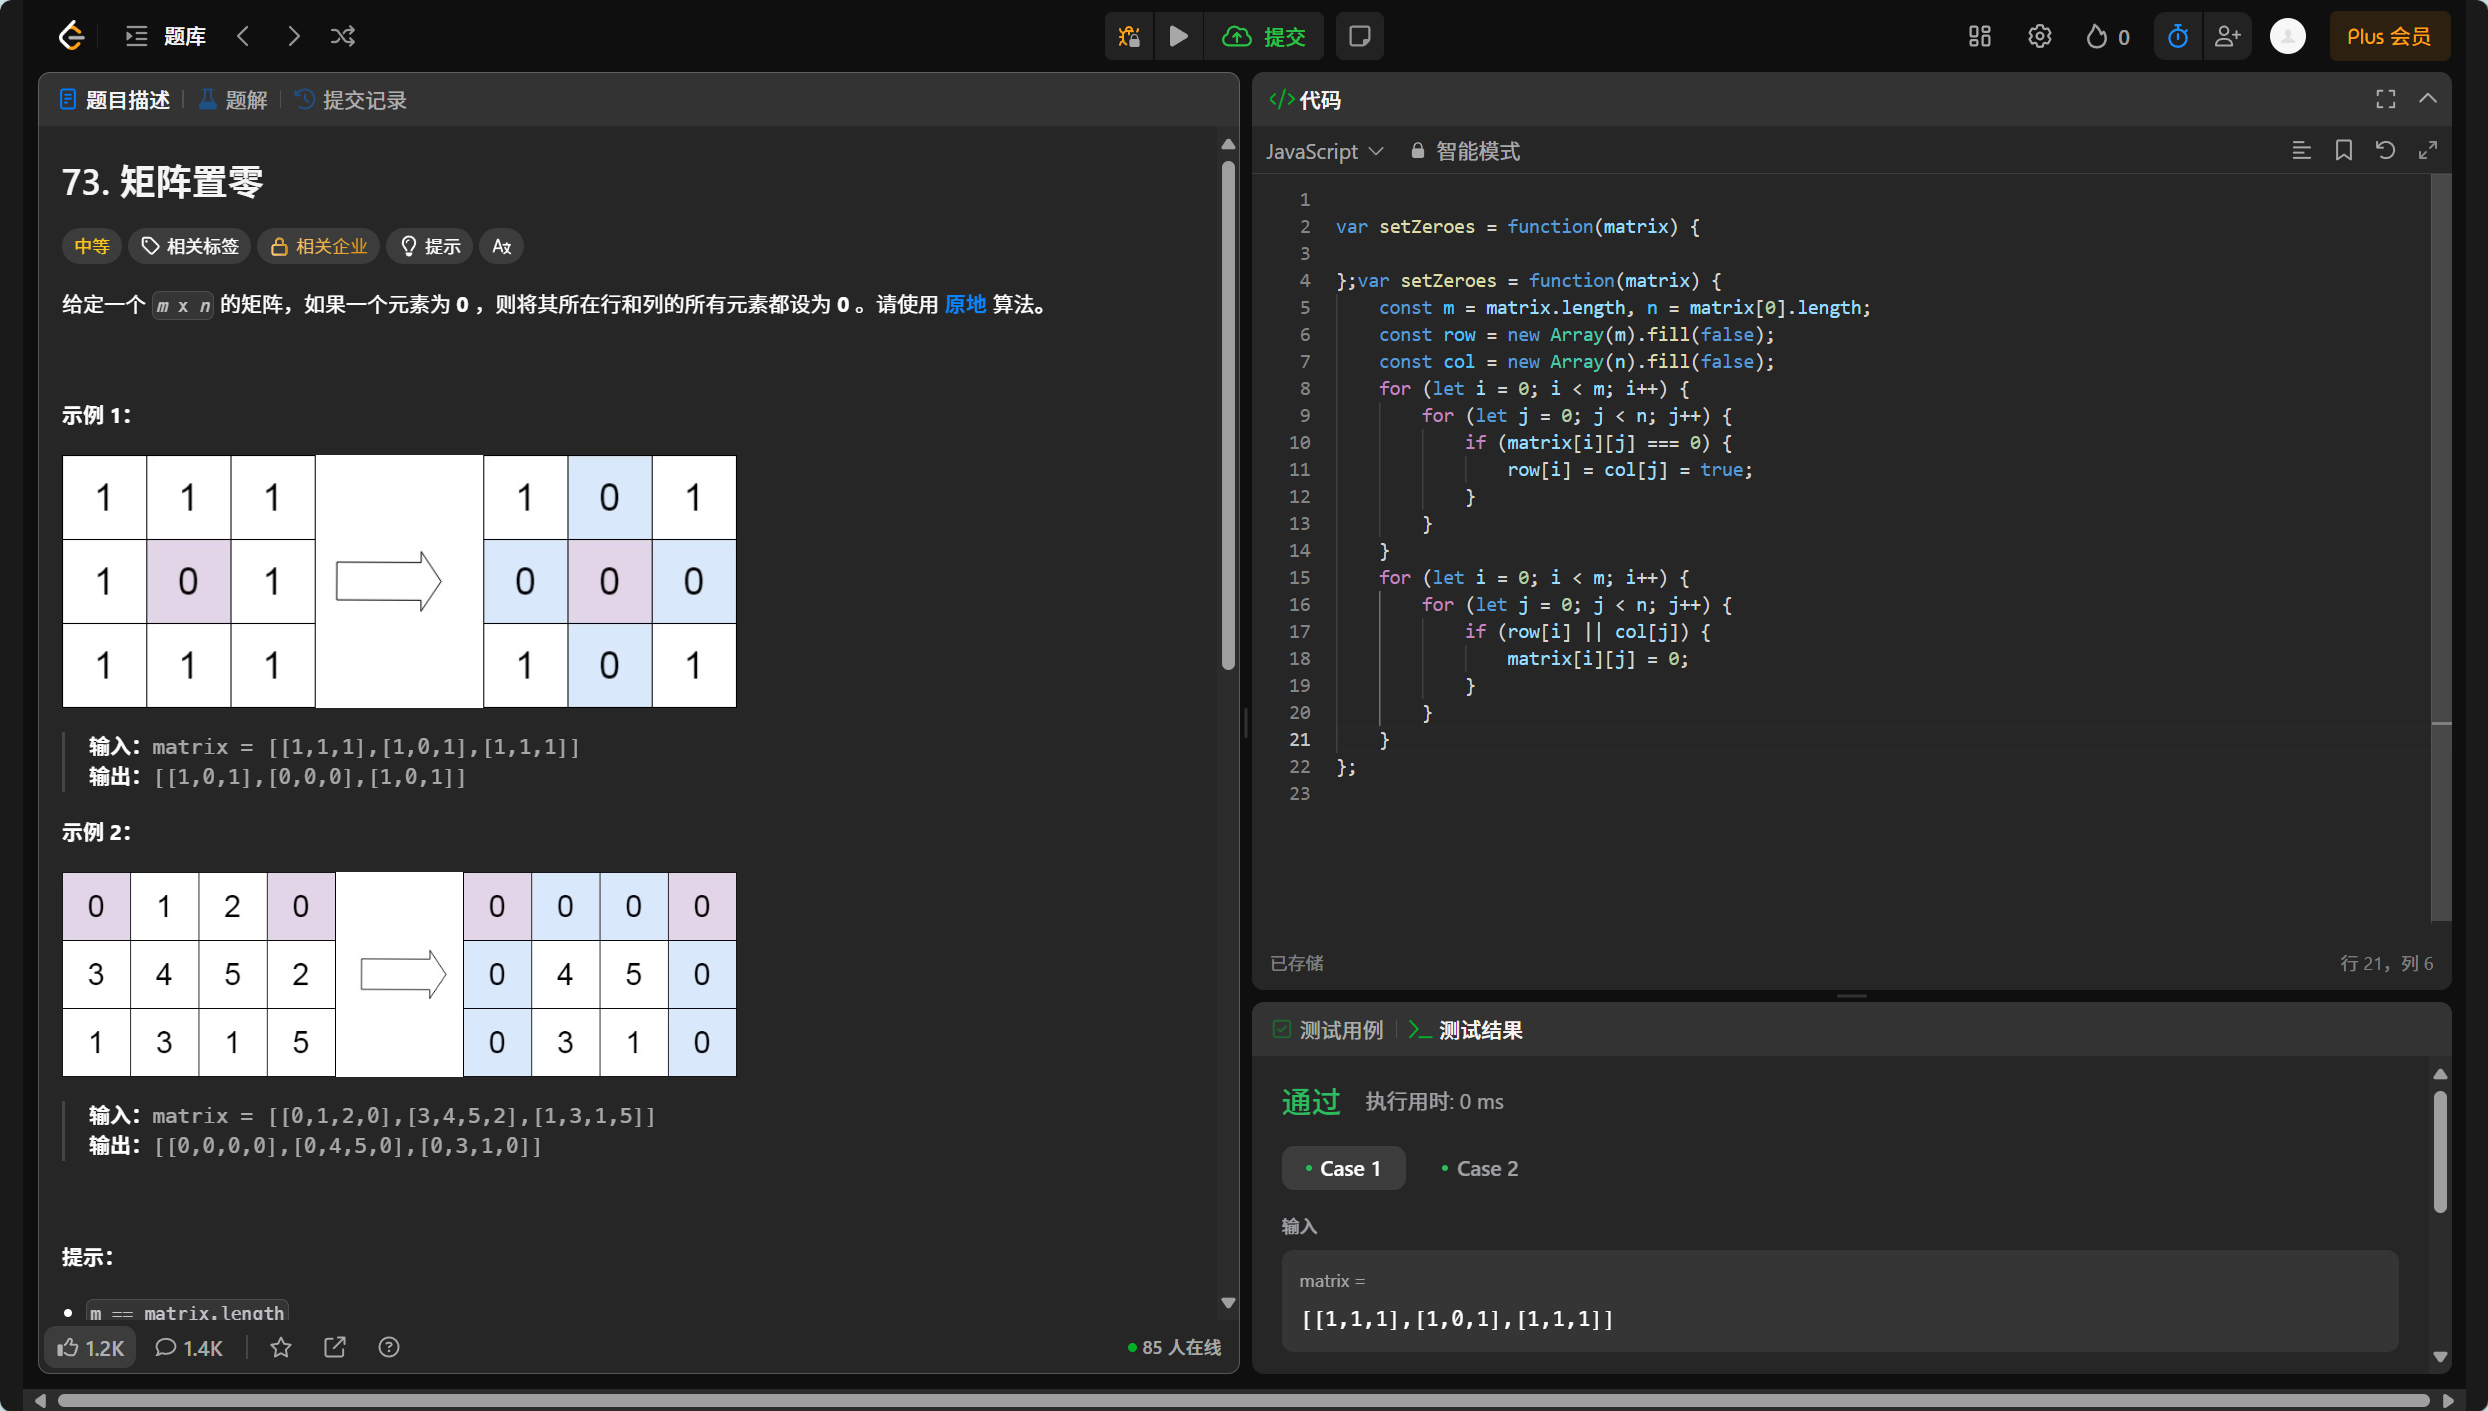 题库
提交
0
Plus 会员
题目描述
题解
提交记录
73. 矩阵置零
中等
相关标签
相关企业
提示
给定一个 m x n 的矩阵，如果一个元素为 0 ，则将其所在行和列的所有元素都设为 0 。请使用 原地 算法。
示例 1：
1 1 1 1 0 1
1 0 1 0 0 0
1 1 1 1 0 1
输入：matrix = [[1,1,1],[1,0,1],[1,1,1]]
输出：[[1,0,1],[0,0,0],[1,0,1]]
示例 2：
0 1 2 0 0 0 0 0
3 4 5 2 0 4 5 0
1 3 1 5 0 3 1 0
输入：matrix = [[0,1,2,0],[3,4,5,2],[1,3,1,5]]
输出：[[0,0,0,0],[0,4,5,0],[0,3,1,0]]
提示：
m == matrix.length
1.2K
1.4K
85 人在线
</> 代码
JavaScript
智能模式
1
2 var setZeroes = function(matrix) {
3
4 };var setZeroes = function(matrix) {
5 const m = matrix.length, n = matrix[0].length;
6 const row = new Array(m).fill(false);
7 const col = new Array(n).fill(false);
8 for (let i = 0; i < m; i++) {
9 for (let j = 0; j < n; j++) {
10 if (matrix[i][j] === 0) {
11 row[i] = col[j] = true;
12 }
13 }
14 }
15 for (let i = 0; i < m; i++) {
16 for (let j = 0; j < n; j++) {
17 if (row[i] || col[j]) {
18 matrix[i][j] = 0;
19 }
20 }
21 }
22 };
23
已存储
行 21，列 6
测试用例
测试结果
通过 执行用时: 0 ms
Case 1
Case 2
输入
matrix =
[[1,1,1],[1,0,1],[1,1,1]]